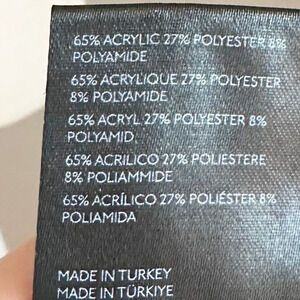 65% ACRYLIC 27% POLYESTER 8%
POLYAMIDE
65% ACRYLIQUE 27% POLYESTER
8% POLYAMIDE
65% ACRYL 27% POLYESTER 8%
POLYAMID
65% ACRILICO 27% POLIESTERE
8% POLIAMMIDE
65% ACRÍLICO 27% POLIÉSTER 8%
POLIAMIDA
MADE IN TURKEY
MADE IN TÜRKIYE